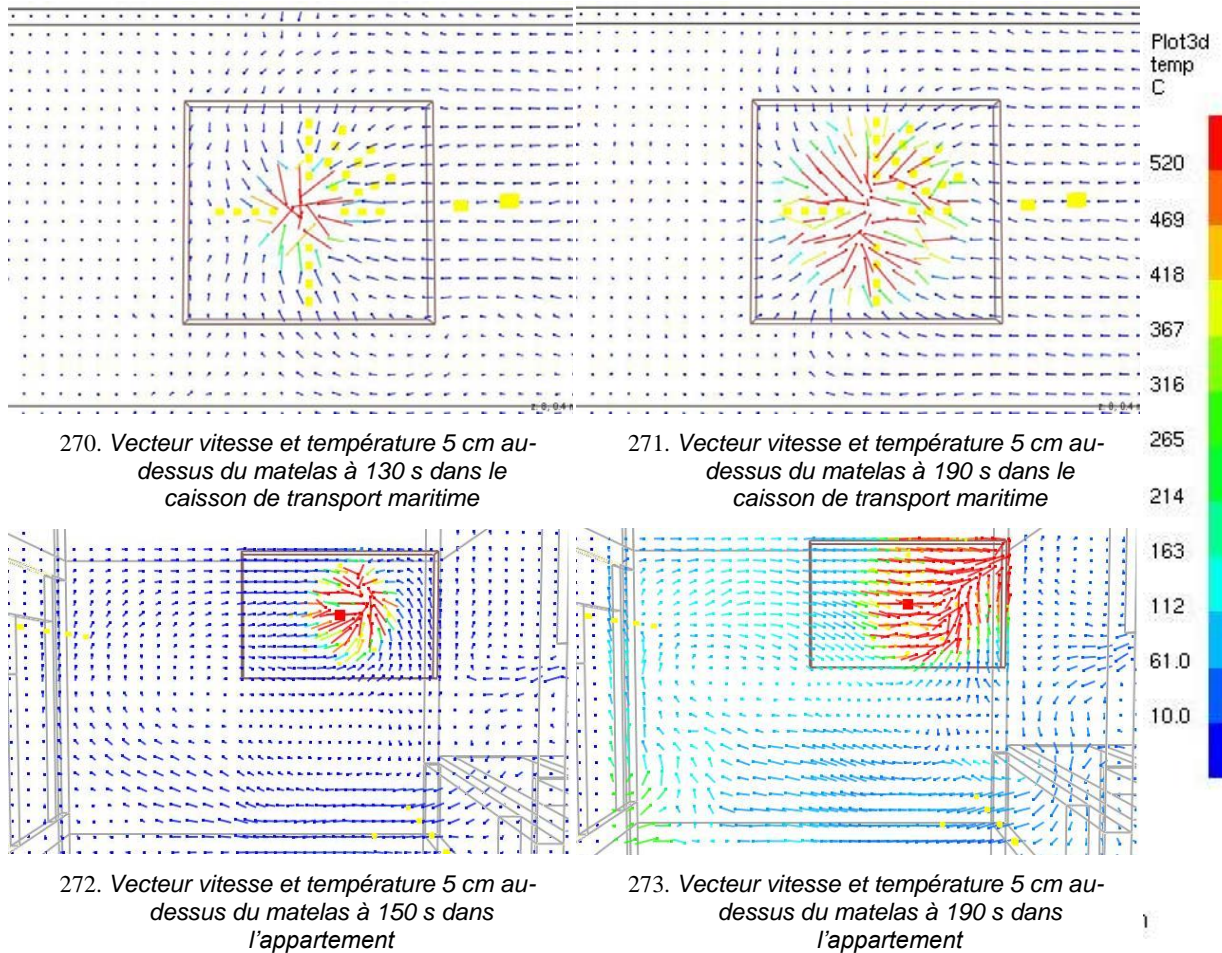 Plot3d
temp
C
520
469
418
367
316
265
214
163
112
61.0
10.0
270. Vecteur vitesse et température 5 cm au-
dessus du matelas à 130 s dans le
caisson de transport maritime
271. Vecteur vitesse et température 5 cm au-
dessus du matelas à 190 s dans le
caisson de transport maritime
272. Vecteur vitesse et température 5 cm au-
dessus du matelas à 150 s dans
l'appartement
273. Vecteur vitesse et température 5 cm au-
dessus du matelas à 190 s dans
l'appartement